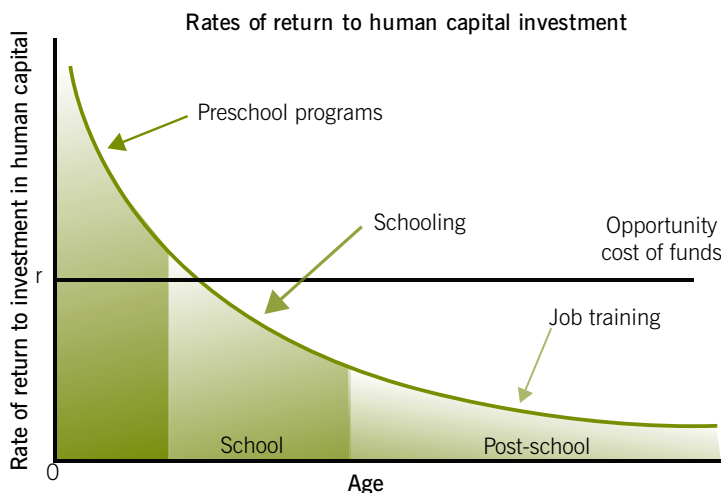 Rates of return to human capital investment
Rate of return to investment in human capital
Preschool programs
Schooling
Opportunity
cost of funds
r
Job training
School
Post-school
0
Age